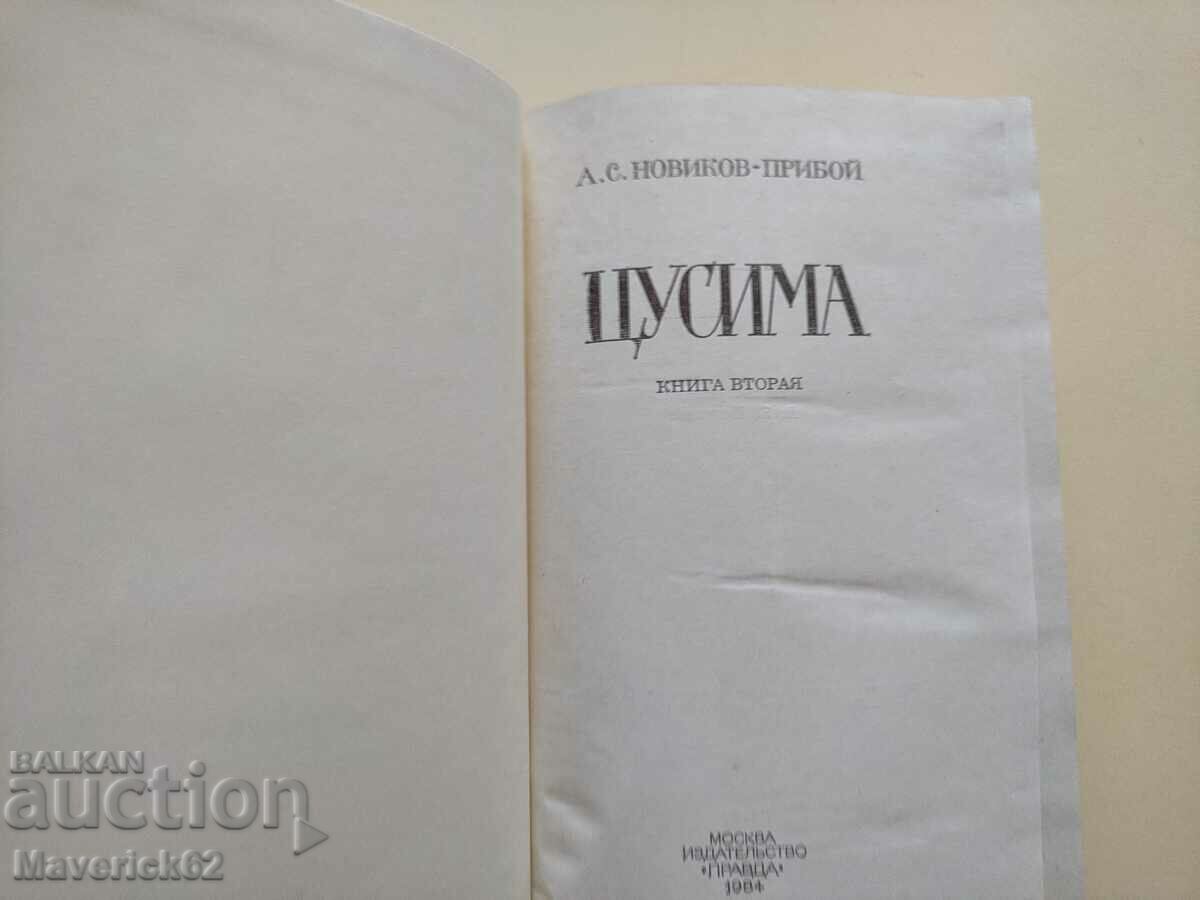 А.С. НОВИКОВ-ПРИБОЙ
ЦУСИМА
КНИГА ВТОРАЯ
МОСКВА
ИЗДАТЕЛЬСТВО
«ПРАВДА»
1984
BALKAN
auction
Maverick62